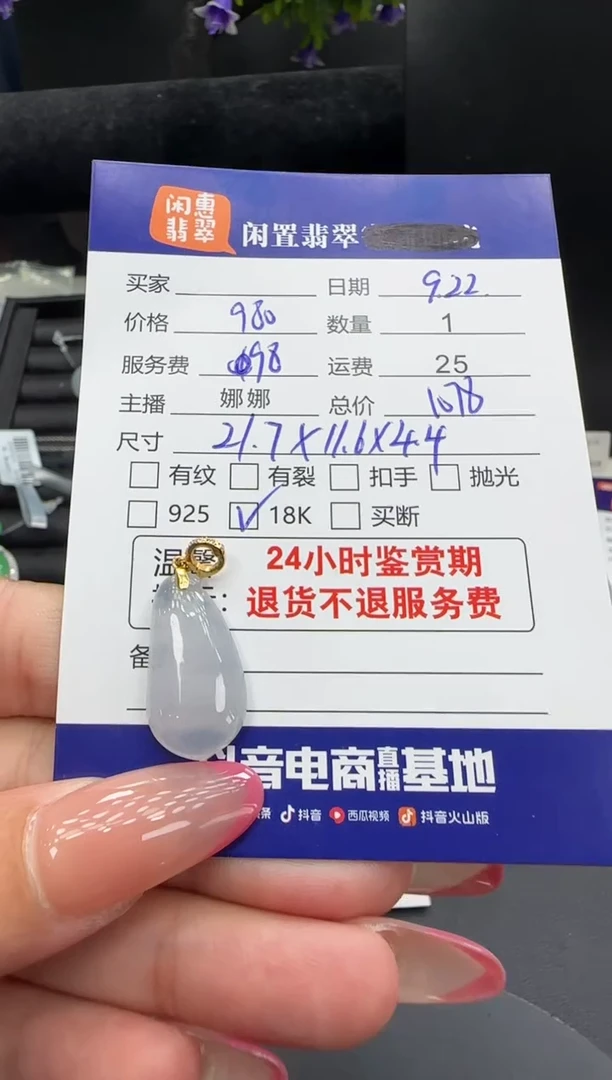 闲惠
翡翠
闲置翡翠
买家
日期 9.22.
价格 980
数量 1
服务费 98
运费 25
主播 娜娜
总价 1078
尺寸 21.7X11.6X4.4
有纹 有裂 扣手 抛光
925 ✓ 18K 买断
温馨 24小时鉴赏期
: 退货不退服务费
备
音电商直播基地
条 抖音 西瓜视频 抖音火山版